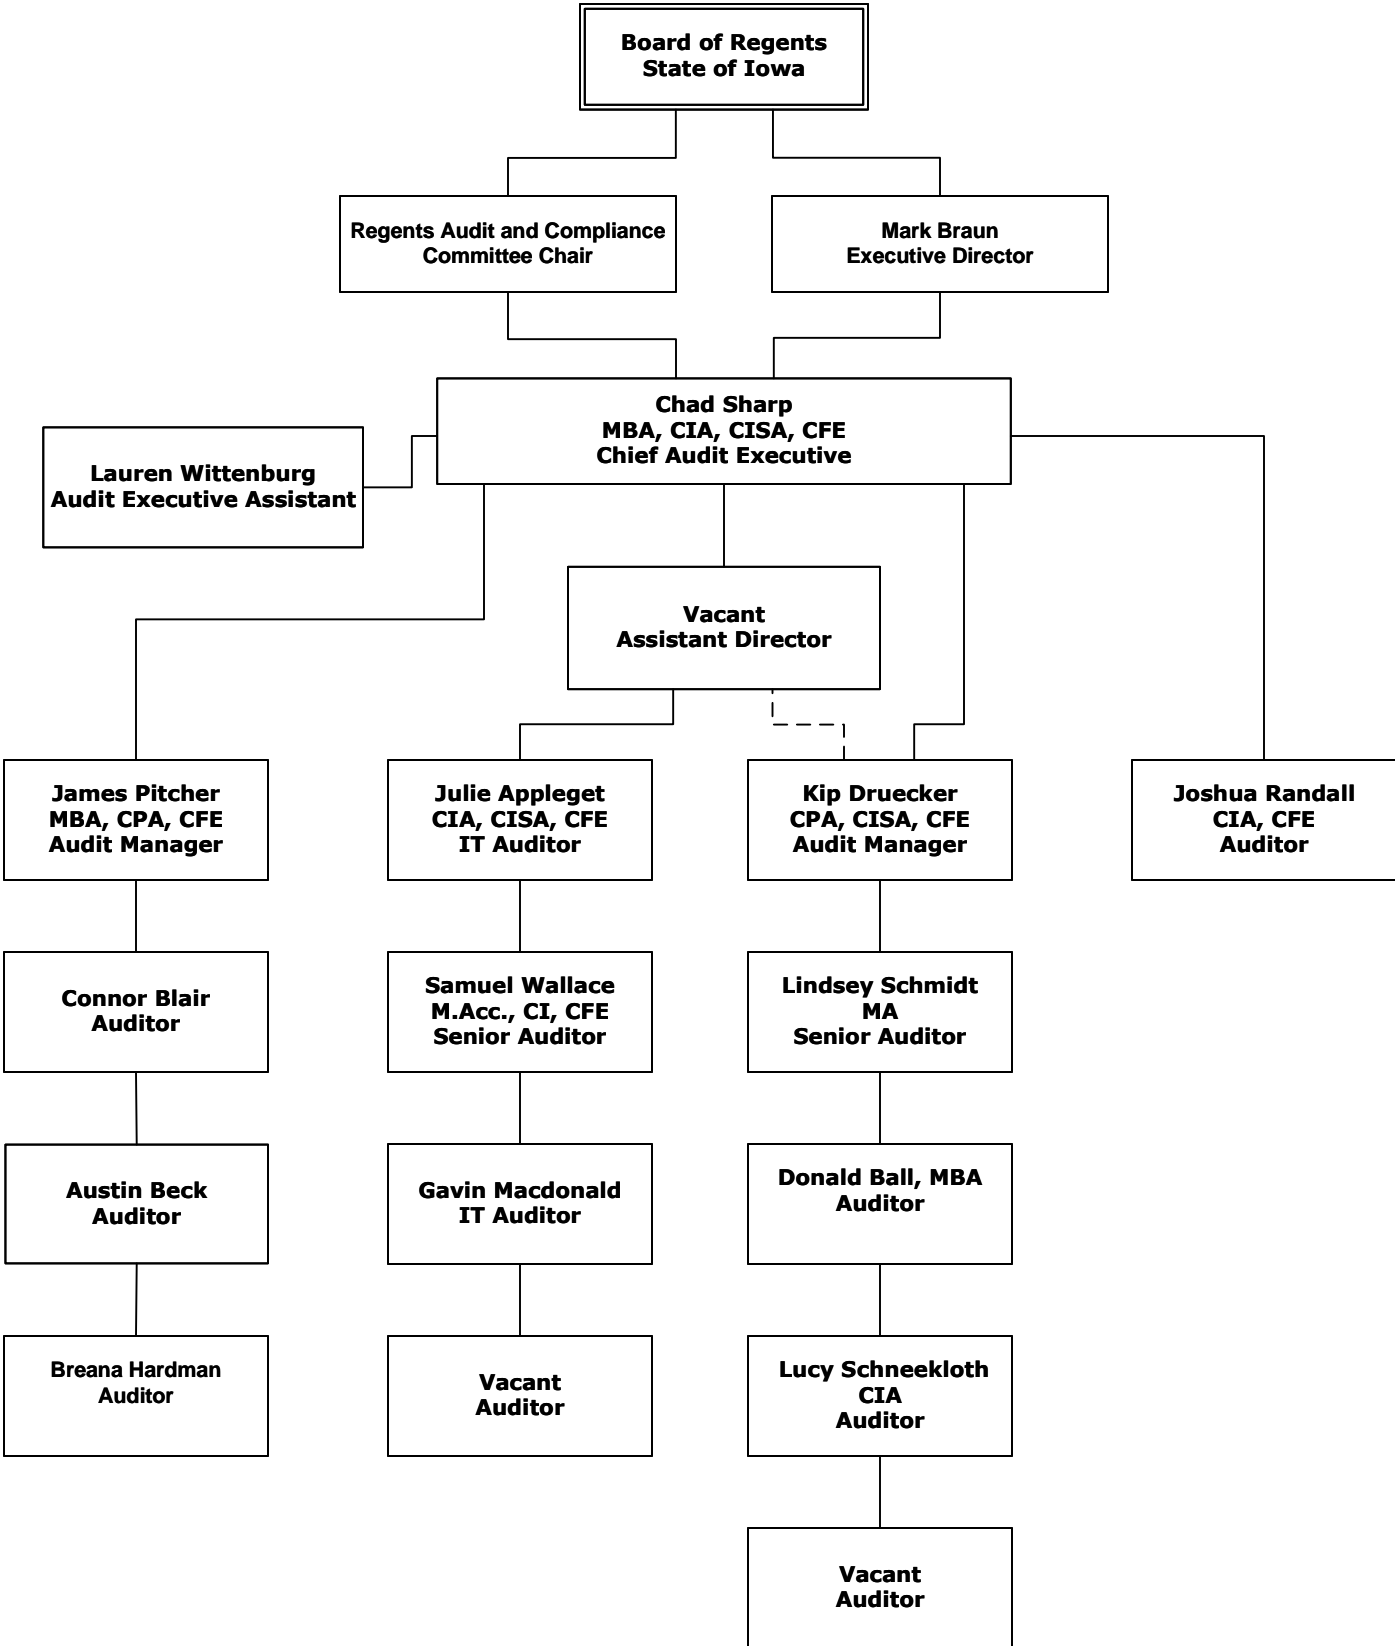 Board of Regents
State of Iowa
Regents Audit and Compliance
Committee Chair
Mark Braun
Executive Director
Chad Sharp
MBA, CIA, CISA, CFE
Chief Audit Executive
Lauren Wittenburg
Audit Executive Assistant
Vacant
Assistant Director
James Pitcher
MBA, CPA, CFE
Audit Manager
Julie Appleget
CIA, CISA, CFE
IT Auditor
Kip Druecker
CPA, CISA, CFE
Audit Manager
Joshua Randall
CIA, CFE
Auditor
Connor Blair
Auditor
Samuel Wallace
M.Acc., CI, CFE
Senior Auditor
Lindsey Schmidt
MA
Senior Auditor
Austin Beck
Auditor
Gavin Macdonald
IT Auditor
Donald Ball, MBA
Auditor
Breana Hardman
Auditor
Vacant
Auditor
Lucy Schneekloth
CIA
Auditor
Vacant
Auditor